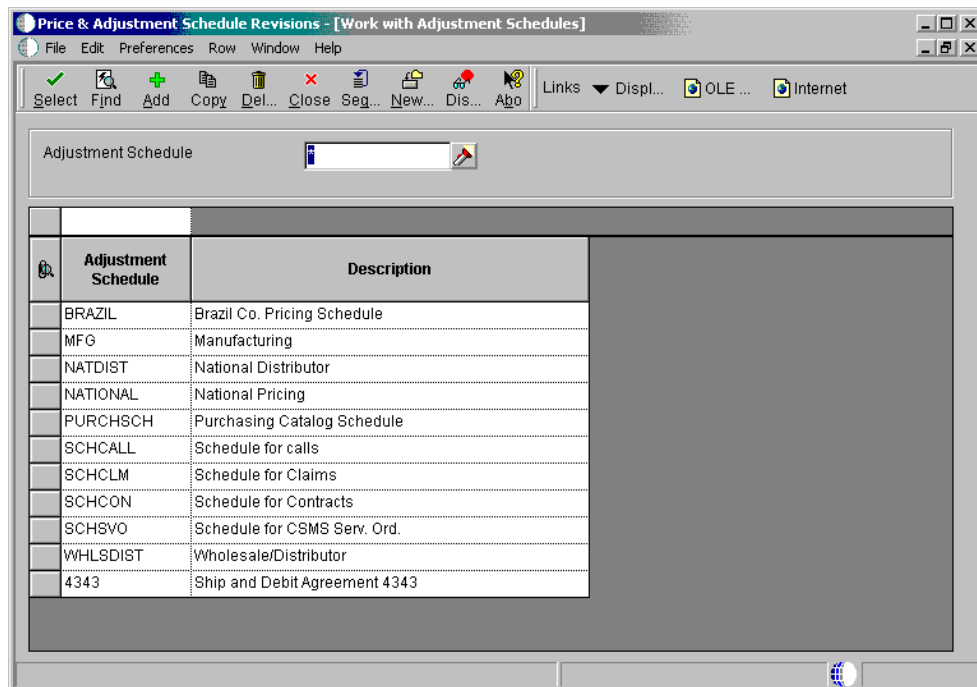 Price & Adjustment Schedule Revisions - [Work with Adjustment Schedules]
File Edit Preferences Row Window Help
Select Find Add Copy Del... Close Seq... New... Dis... Abo Links Displ... OLE ... Internet
Adjustment Schedule *
Adjustment Schedule Description
BRAZIL Brazil Co. Pricing Schedule
MFG Manufacturing
NATDIST National Distributor
NATIONAL National Pricing
PURCHSCH Purchasing Catalog Schedule
SCHCALL Schedule for calls
SCHCLM Schedule for Claims
SCHCON Schedule for Contracts
SCHSVO Schedule for CSMS Serv. Ord.
WHLSDIST Wholesale/Distributor
4343 Ship and Debit Agreement 4343